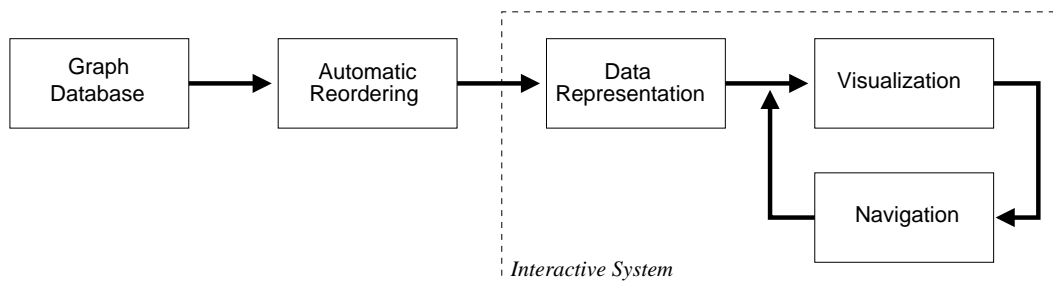 Graph
Database
Automatic
Reordering
Data
Representation
Visualization
Navigation
Interactive System